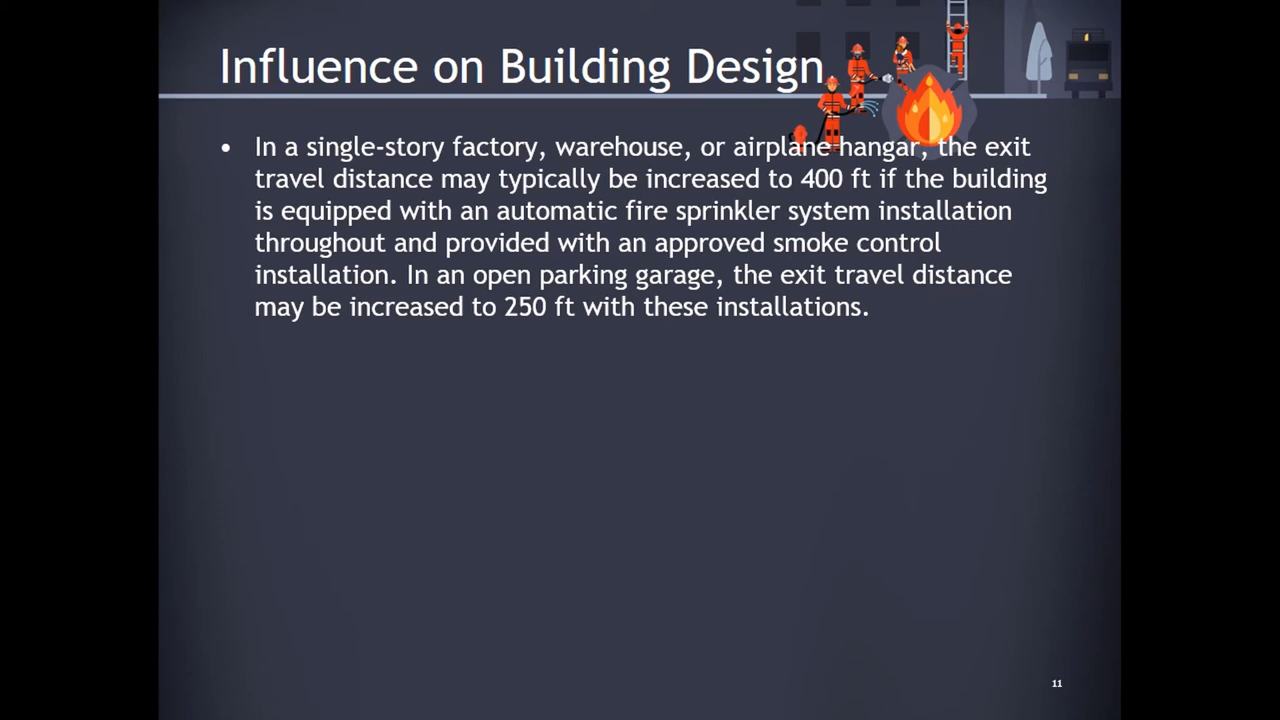 Influence on Building Design
• In a single-story factory, warehouse, or airplane hangar, the exit
travel distance may typically be increased to 400 ft if the building
is equipped with an automatic fire sprinkler system installation
throughout and provided with an approved smoke control
installation. In an open parking garage, the exit travel distance
may be increased to 250 ft with these installations.
11